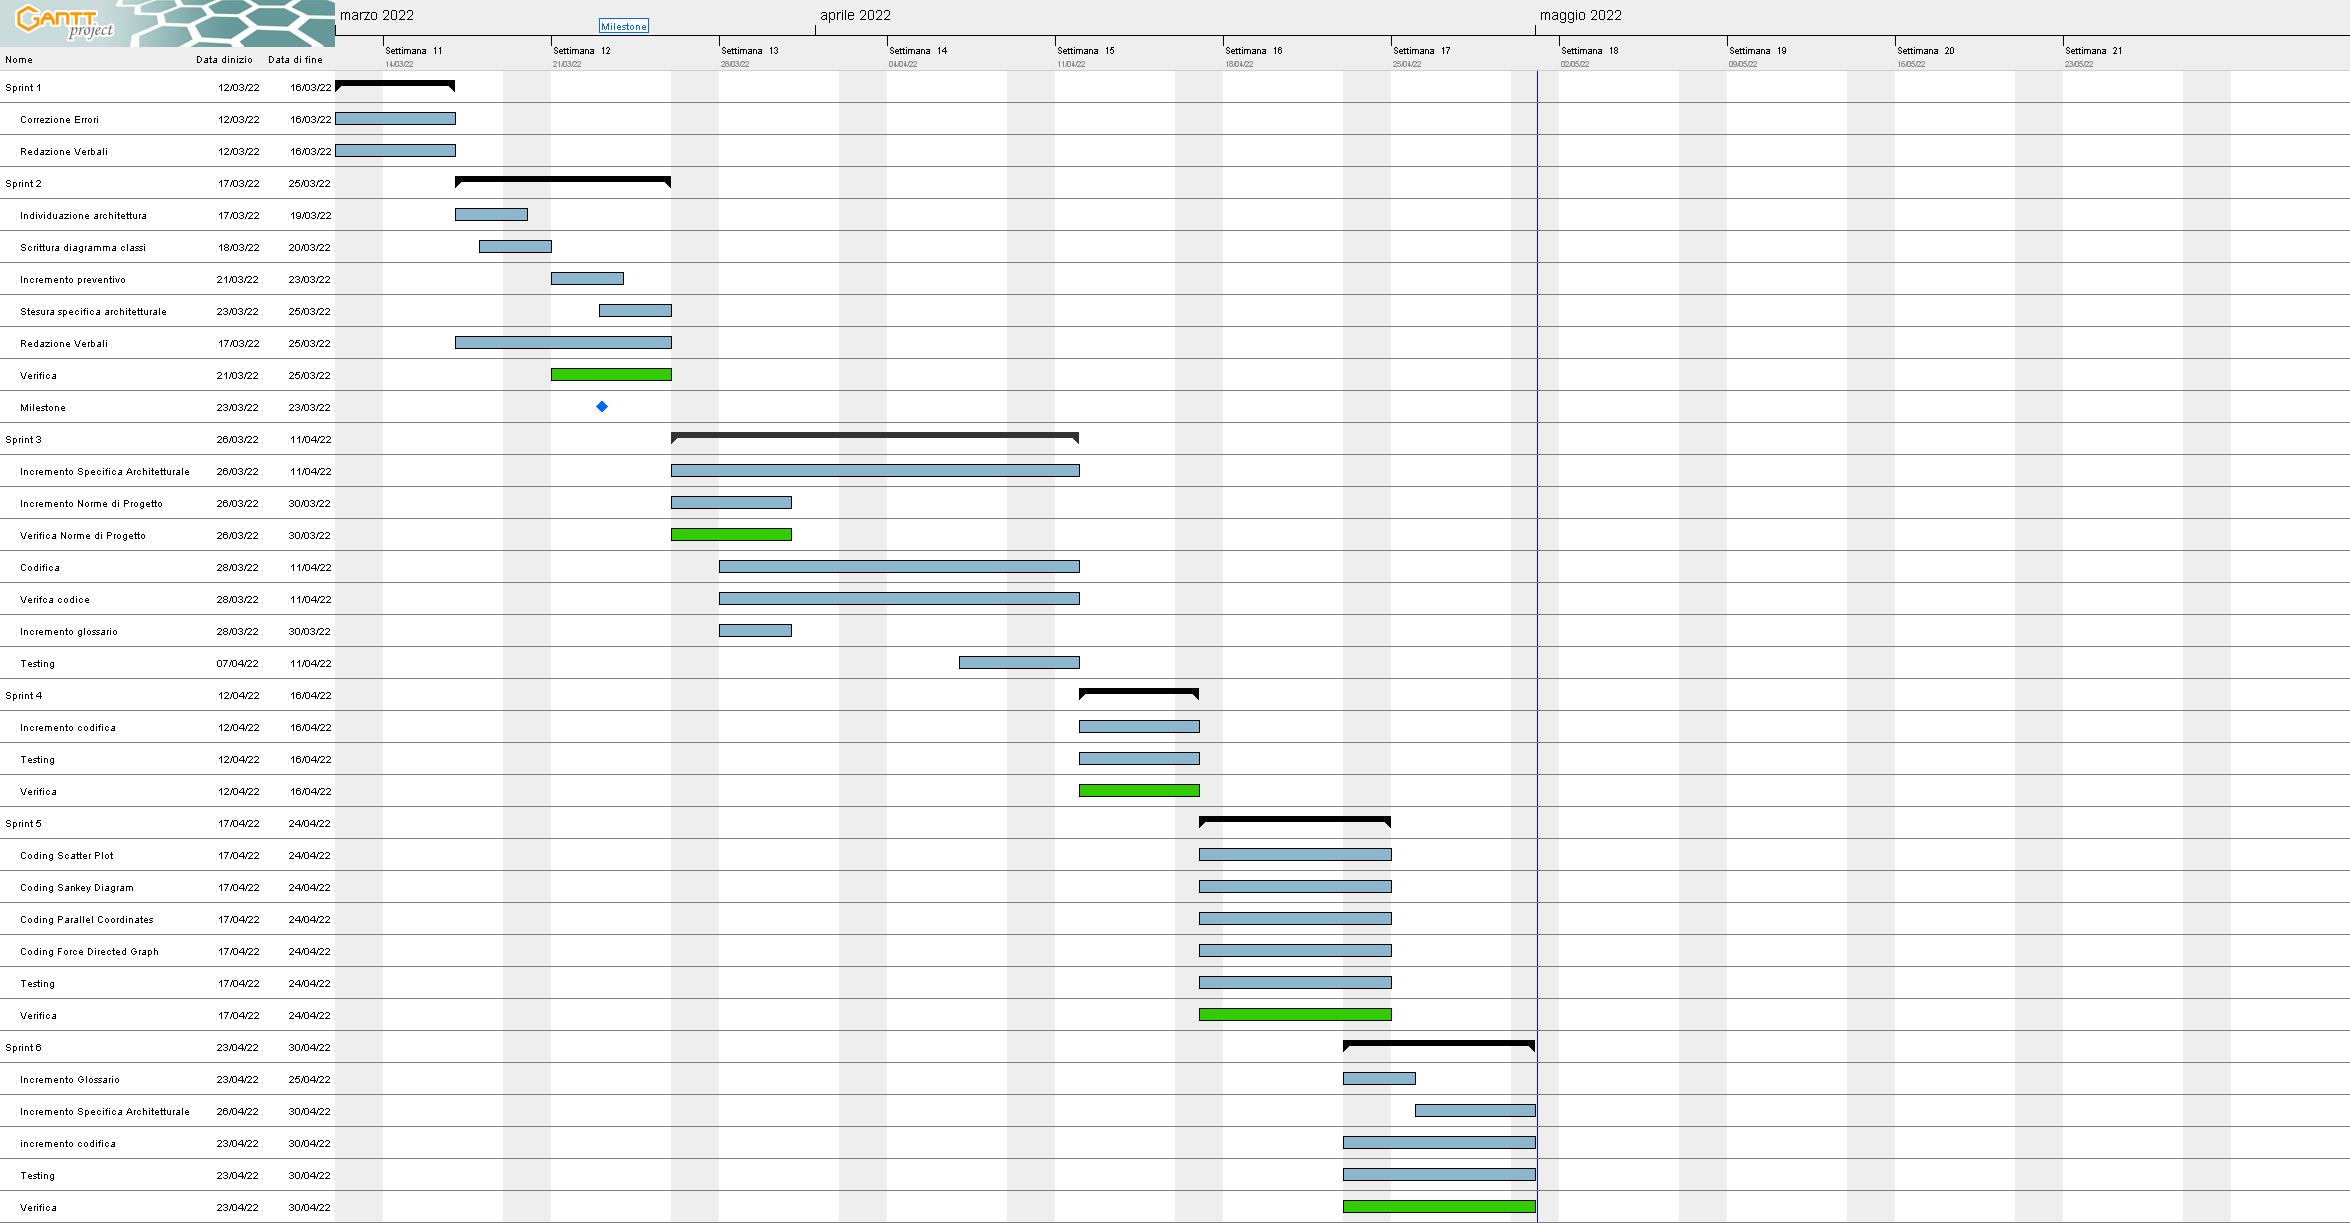 GANTT project
marzo 2022 aprile 2022 maggio 2022
Milestone
Settimana 11 Settimana 12 Settimana 13 Settimana 14 Settimana 15 Settimana 16 Settimana 17 Settimana 18 Settimana 19 Settimana 20 Settimana 21
Nome Data dinizio Data di fine 14/03/22 21/03/22 28/03/22 04/04/22 11/04/22 18/04/22 25/04/22 02/05/22 09/05/22 16/05/22 23/05/22
Sprint 1 12/03/22 16/03/22
Correzione Errori 12/03/22 16/03/22
Redazione Verbali 12/03/22 16/03/22
Sprint 2 17/03/22 25/03/22
Individuazione architettura 17/03/22 19/03/22
Scrittura diagramma classi 18/03/22 20/03/22
Incremento preventivo 21/03/22 23/03/22
Stesura specifica architetturale 23/03/22 25/03/22
Redazione Verbali 17/03/22 25/03/22
Verifica 21/03/22 25/03/22
Milestone 23/03/22 23/03/22
Sprint 3 26/03/22 11/04/22
Incremento Specifica Architetturale 26/03/22 11/04/22
Incremento Norme di Progetto 26/03/22 30/03/22
Verifica Norme di Progetto 26/03/22 30/03/22
Codifica 28/03/22 11/04/22
Verifca codice 28/03/22 11/04/22
Incremento glossario 28/03/22 30/03/22
Testing 07/04/22 11/04/22
Sprint 4 12/04/22 16/04/22
Incremento codifica 12/04/22 16/04/22
Testing 12/04/22 16/04/22
Verifica 12/04/22 16/04/22
Sprint 5 17/04/22 24/04/22
Coding Scatter Plot 17/04/22 24/04/22
Coding Sankey Diagram 17/04/22 24/04/22
Coding Parallel Coordinates 17/04/22 24/04/22
Coding Force Directed Graph 17/04/22 24/04/22
Testing 17/04/22 24/04/22
Verifica 17/04/22 24/04/22
Sprint 6 23/04/22 30/04/22
Incremento Glossario 23/04/22 25/04/22
Incremento Specifica Architetturale 26/04/22 30/04/22
incremento codifica 23/04/22 30/04/22
Testing 23/04/22 30/04/22
Verifica 23/04/22 30/04/22